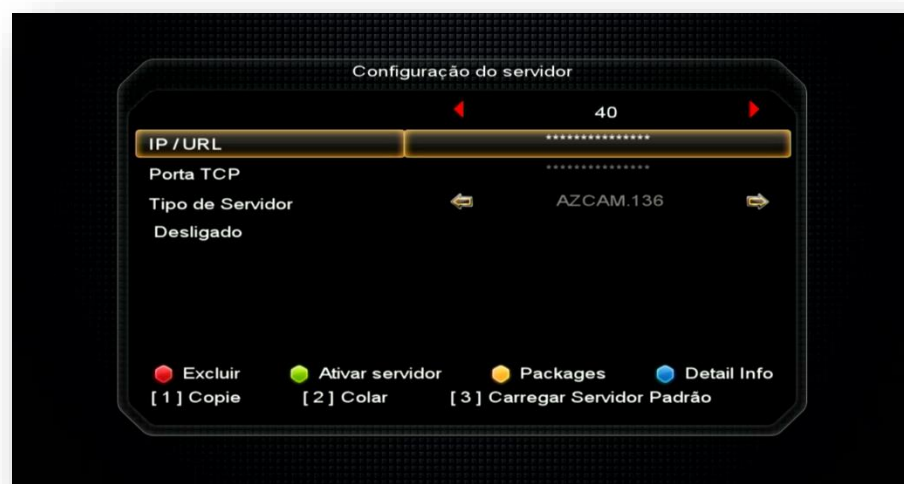 Configuração do servidor
40
IP / URL ***************
Porta TCP ***************
Tipo de Servidor AZCAM.136
Desligado
Excluir Ativar servidor Packages Detail Info
[ 1 ] Copie [ 2 ] Colar [ 3 ] Carregar Servidor Padrão